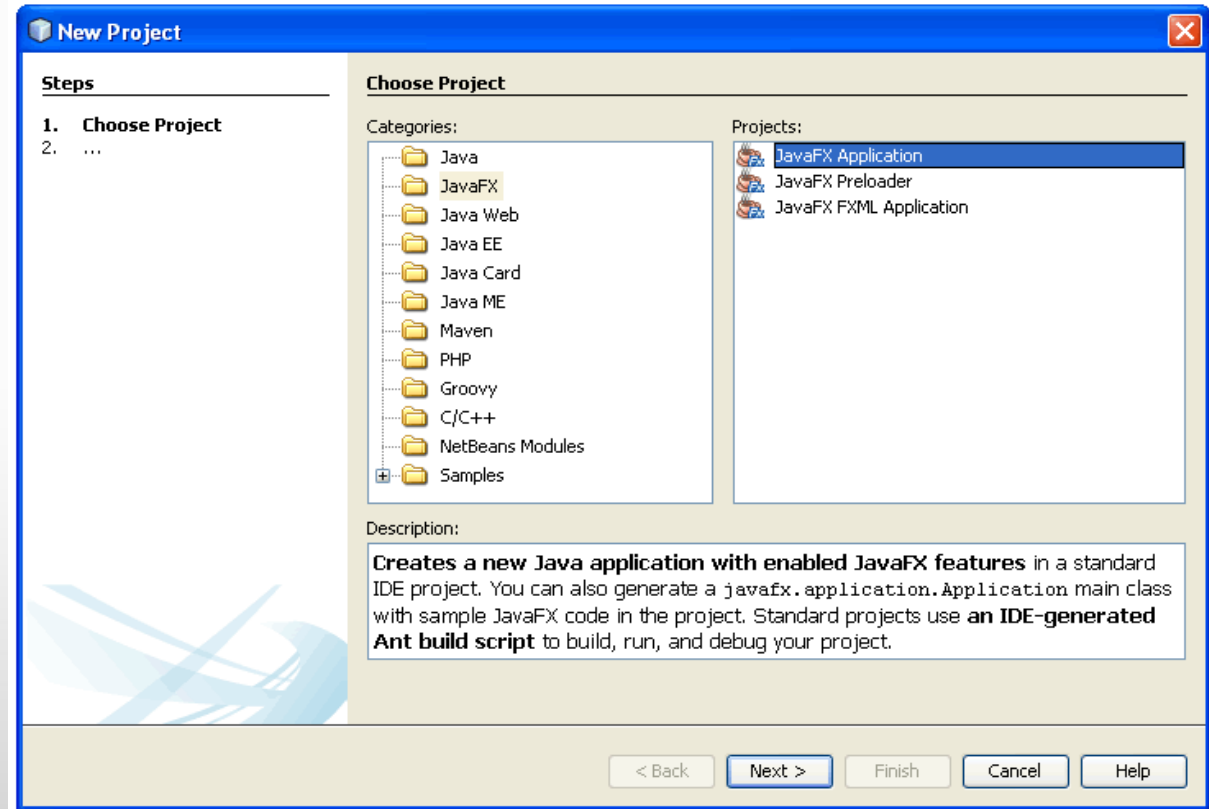 New Project
Steps
1. Choose Project
2. ...
Choose Project
Categories:
Java
JavaFX
Java Web
Java EE
Java Card
Java ME
Maven
PHP
Groovy
C/C++
NetBeans Modules
Samples
Projects:
JavaFX Application
JavaFX Preloader
JavaFX FXML Application
Description:
Creates a new Java application with enabled JavaFX features in a standard
IDE project. You can also generate a javafx.application.Application main class
with sample JavaFX code in the project. Standard projects use an IDE-generated
Ant build script to build, run, and debug your project.
< Back
Next >
Finish
Cancel
Help